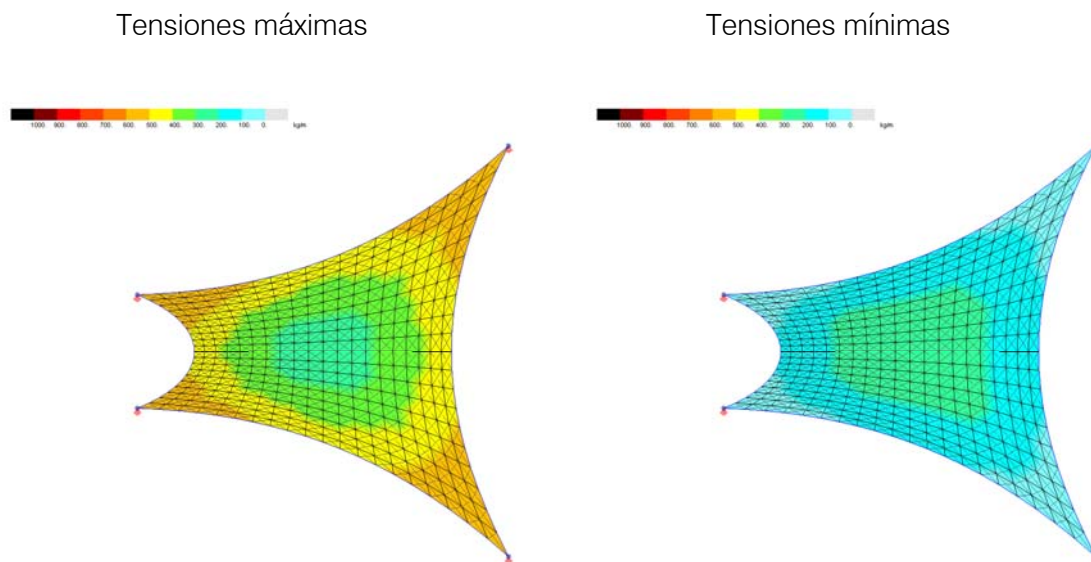 Tensiones máximas
Tensiones mínimas
1000. 900. 800. 700. 600. 500. 400. 300. 200. 100. 0. kg/m
1000. 900. 800. 700. 600. 500. 400. 300. 200. 100. 0. kg/m